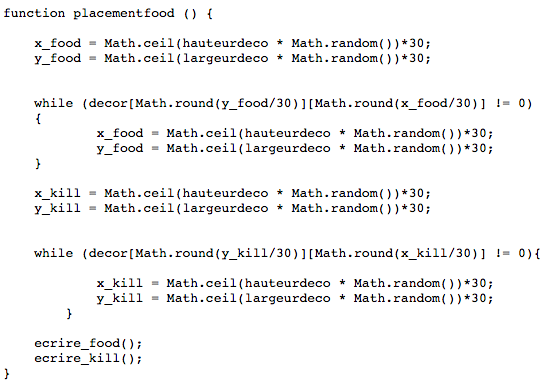 function placementfood () {
x_food = Math.ceil(hauteurdeco * Math.random())*30;
y_food = Math.ceil(largeurdeco * Math.random())*30;
while (decor[Math.round(y_food/30)][Math.round(x_food/30)] != 0)
{
x_food = Math.ceil(hauteurdeco * Math.random())*30;
y_food = Math.ceil(largeurdeco * Math.random())*30;
}
x_kill = Math.ceil(hauteurdeco * Math.random())*30;
y_kill = Math.ceil(largeurdeco * Math.random())*30;
while (decor[Math.round(y_kill/30)][Math.round(x_kill/30)] != 0){
x_kill = Math.ceil(hauteurdeco * Math.random())*30;
y_kill = Math.ceil(largeurdeco * Math.random())*30;
}
ecrire_food();
ecrire_kill();
}